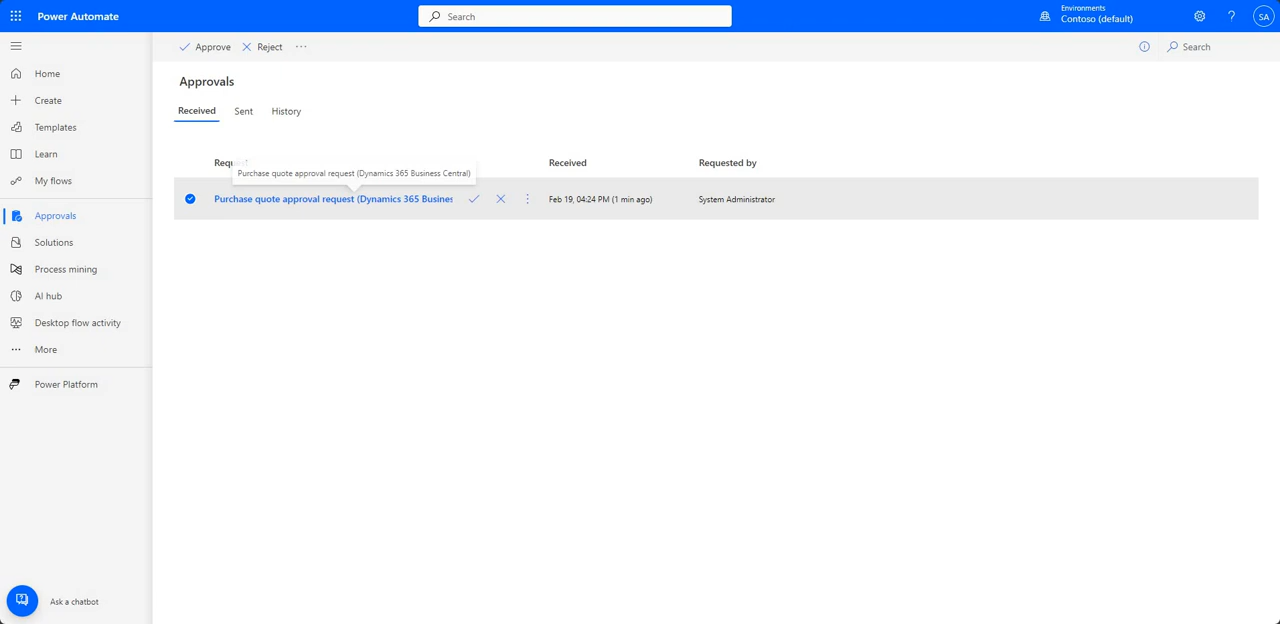 Power Automate
Search
Environments
Contoso (default)
SA
Approve
Reject
Search
Home
Create
Templates
Learn
My flows
Approvals
Solutions
Process mining
AI hub
Desktop flow activity
More
Power Platform
Ask a chatbot
Approvals
Received
Sent
History
Request
Received
Requested by
Purchase quote approval request (Dynamics 365 Business Central)
Purchase quote approval request (Dynamics 365 Busines
Feb 19, 04:24 PM (1 min ago)
System Administrator